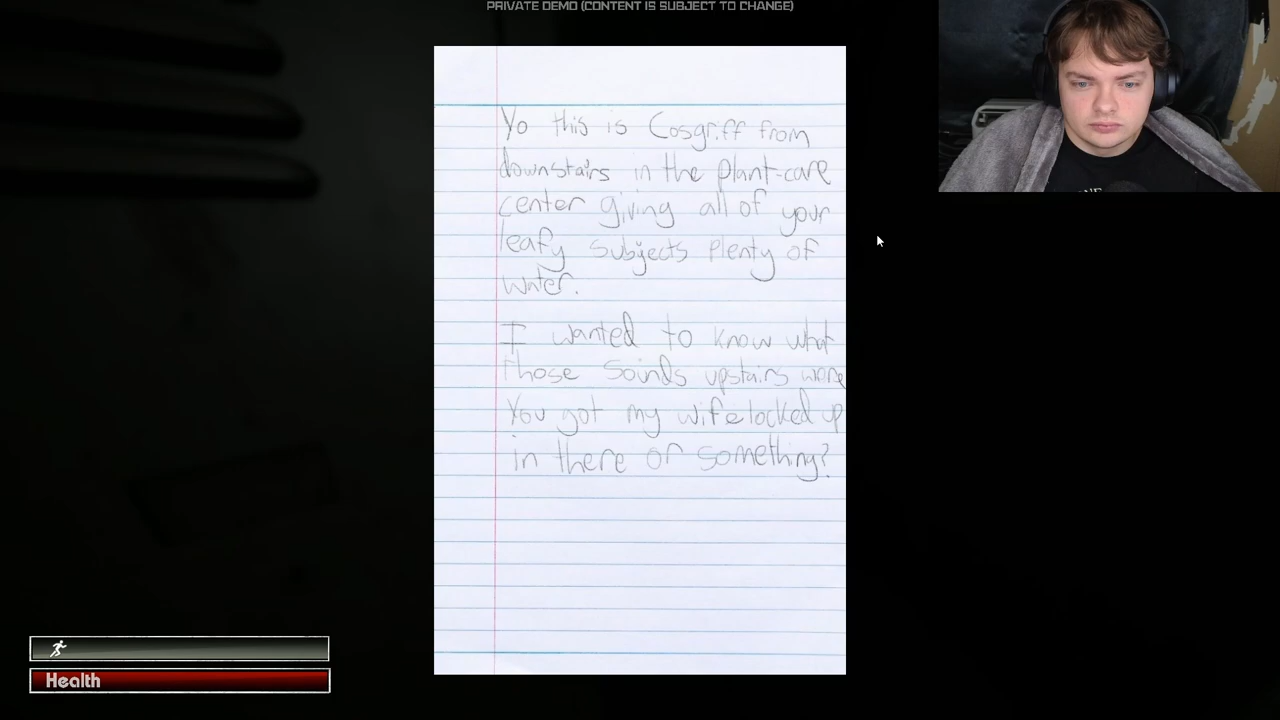 PRIVATE DEMO (CONTENT IS SUBJECT TO CHANGE)
Yo this is Cosgriff from
downstairs in the plant-care
center giving all of your
leafy subjects plenty of
water.
I wanted to know what
those sounds upstairs were
You got my wife locked up
in there or something?
Health